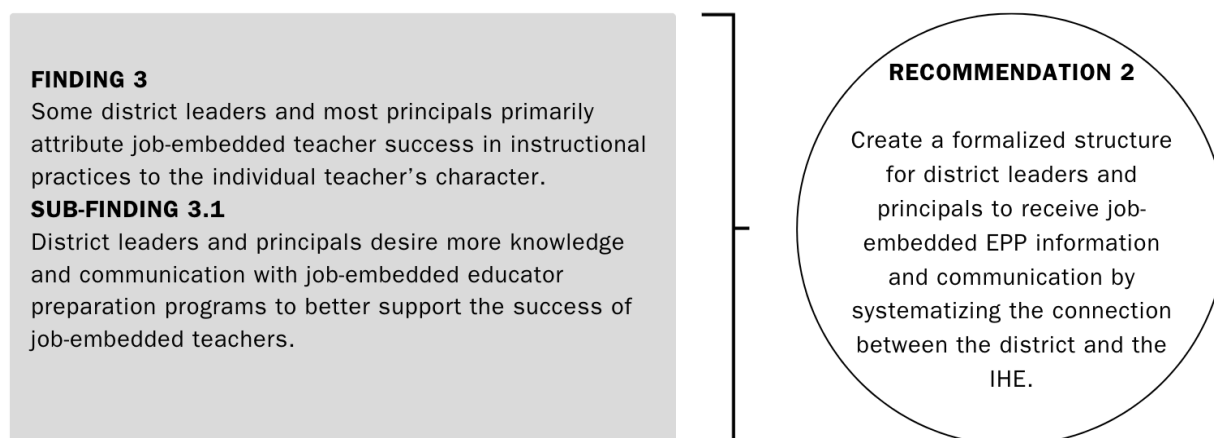 FINDING 3
Some district leaders and most principals primarily
attribute job-embedded teacher success in instructional
practices to the individual teacher’s character.
SUB-FINDING 3.1
District leaders and principals desire more knowledge
and communication with job-embedded educator
preparation programs to better support the success of
job-embedded teachers.
RECOMMENDATION 2
Create a formalized structure
for district leaders and
principals to receive job-
embedded EPP information
and communication by
systematizing the connection
between the district and the
IHE.